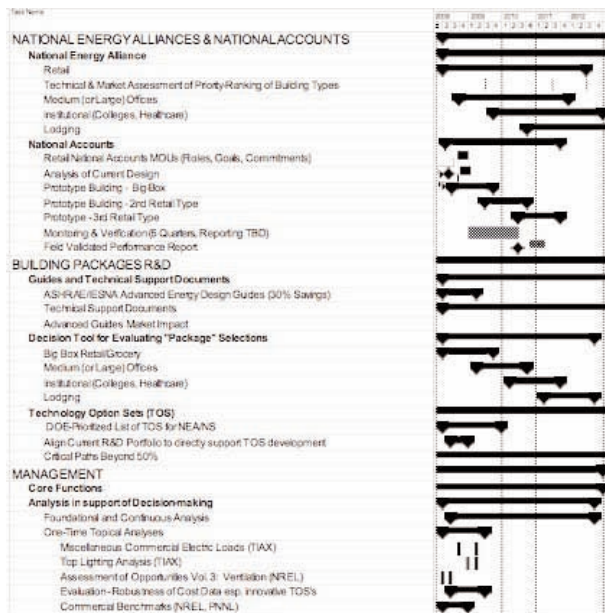 Task Name
2008 2009 2010 2011 2012
NATIONAL ENERGY ALLIANCES & NATIONAL ACCOUNTS
National Energy Alliance
Retail
Technical & Market Assessment of Priority-Ranking of Building Types
Medium (or Large) Offices
Institutional (Colleges, Healthcare)
Lodging
National Accounts
Retail National Accounts MOUs (Roles, Goals, Commitments)
Analysis of Current Design
Prototype Building - Big Box
Prototype Building - 2nd Retail Type
Prototype - 3rd Retail Type
Monitoring & Verification (6 Quarters, Reporting TBD)
Field Validated Performance Report
BUILDING PACKAGES R&D
Guides and Technical Support Documents
ASHRAE/IESNA Advanced Energy Design Guides (30% Savings)
Technical Support Documents
Advanced Guides Market Impact
Decision Tool for Evaluating "Package" Selections
Big Box Retail/Grocery
Medium (or Large) Offices
Institutional (Colleges, Healthcare)
Lodging
Technology Option Sets (TOS)
DOE-Prioritized List of TOS for NEA/NS
Align Current R&D Portfolio to directly support TOS development
Critical Paths Beyond 50%
MANAGEMENT
Core Functions
Analysis in support of Decision-making
Foundational and Continuous Analysis
One-Time Topical Analyses
Miscellaneous Commercial Electric Loads (TIAX)
Top Lighting Analysis (TIAX)
Assessment of Opportunities Vol. 3: Ventilation (NREL)
Evaluation - Robustness of Cost Data esp. innovative TOS's
Commercial Benchmarks (NREL, PNNL)